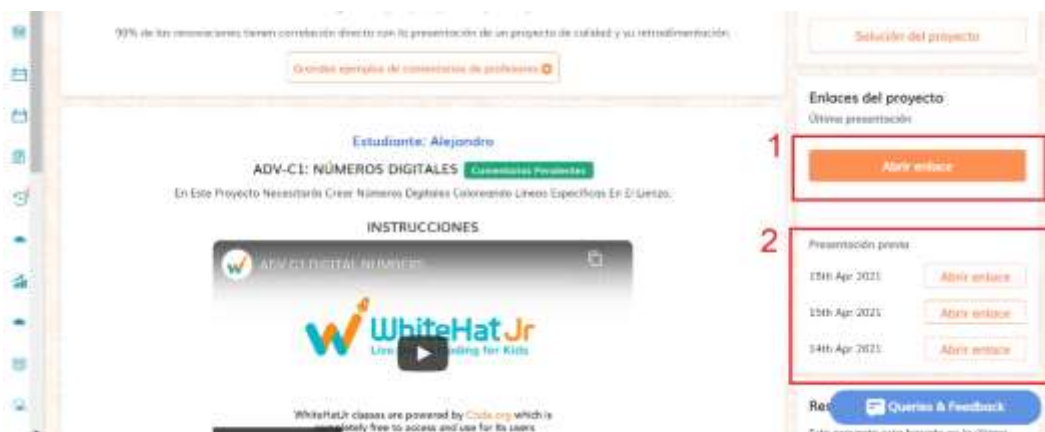 90% de las renovaciones tienen correlación directa con la presentación de un proyecto de calidad y su retroalimentación.
Grandes ejemplos de comentarios de profesores
Estudiante: Alejandro
ADV-C1: NÚMEROS DIGITALES Comentarios Pendientes
En Este Proyecto Necesitarás Crear Números Digitales Coloreando Líneas Específicas En El Lienzo.
INSTRUCCIONES
ADV-C1 DIGITAL NUMBERS
WhiteHat Jr
Live Coding for Kids
WhiteHatJr classes are powered by Code.org which is
completely free to access and use for its users
Solución del proyecto
Enlaces del proyecto
Última presentación
1
Abrir enlace
2
Presentación previa
15th Apr 2021 Abrir enlace
15th Apr 2021 Abrir enlace
14th Apr 2021 Abrir enlace
Queries & Feedback